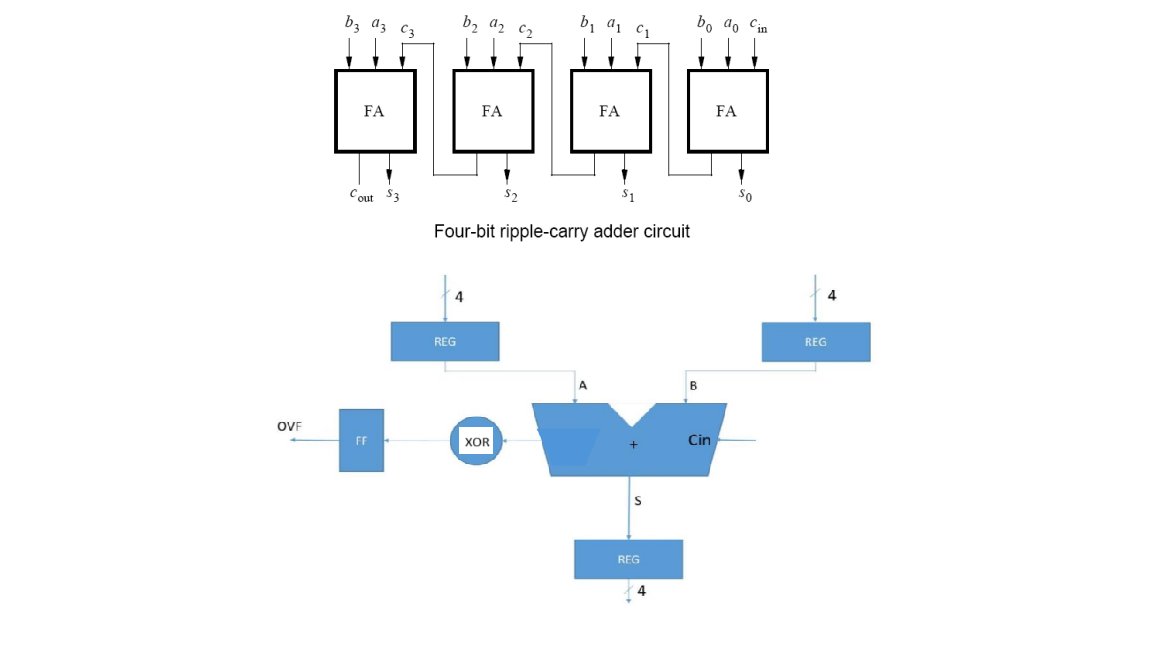 b3 a3 c3 b2 a2 c2 b1 a1 c1 b0 a0 cin
FA FA FA FA
cout s3 s2 s1 s0
Four-bit ripple-carry adder circuit
4 4
REG REG
A B
OVF FF XOR + Cin
S
REG
4